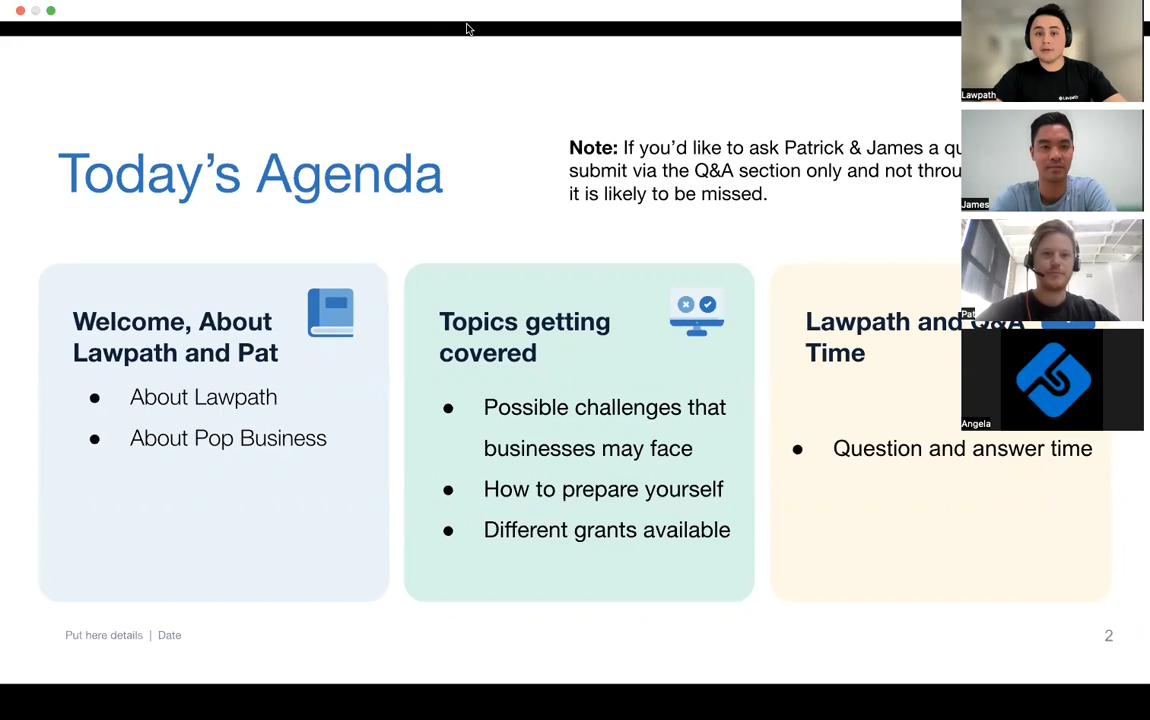 Lawpath
Lawpath
James
Pat
Angela
Today's Agenda
Note: If you'd like to ask Patrick & James a
submit via the Q&A section only and not
it is likely to be missed.
Welcome, About
Lawpath and Pat
● About Lawpath
● About Pop Business
Topics getting
covered
● Possible challenges that
businesses may face
● How to prepare yourself
● Different grants available
Lawpath and Q&A
Time
● Question and answer time
Put here details | Date
2